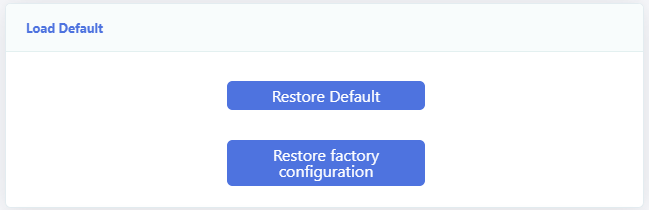 Load Default
Restore Default
Restore factory
configuration